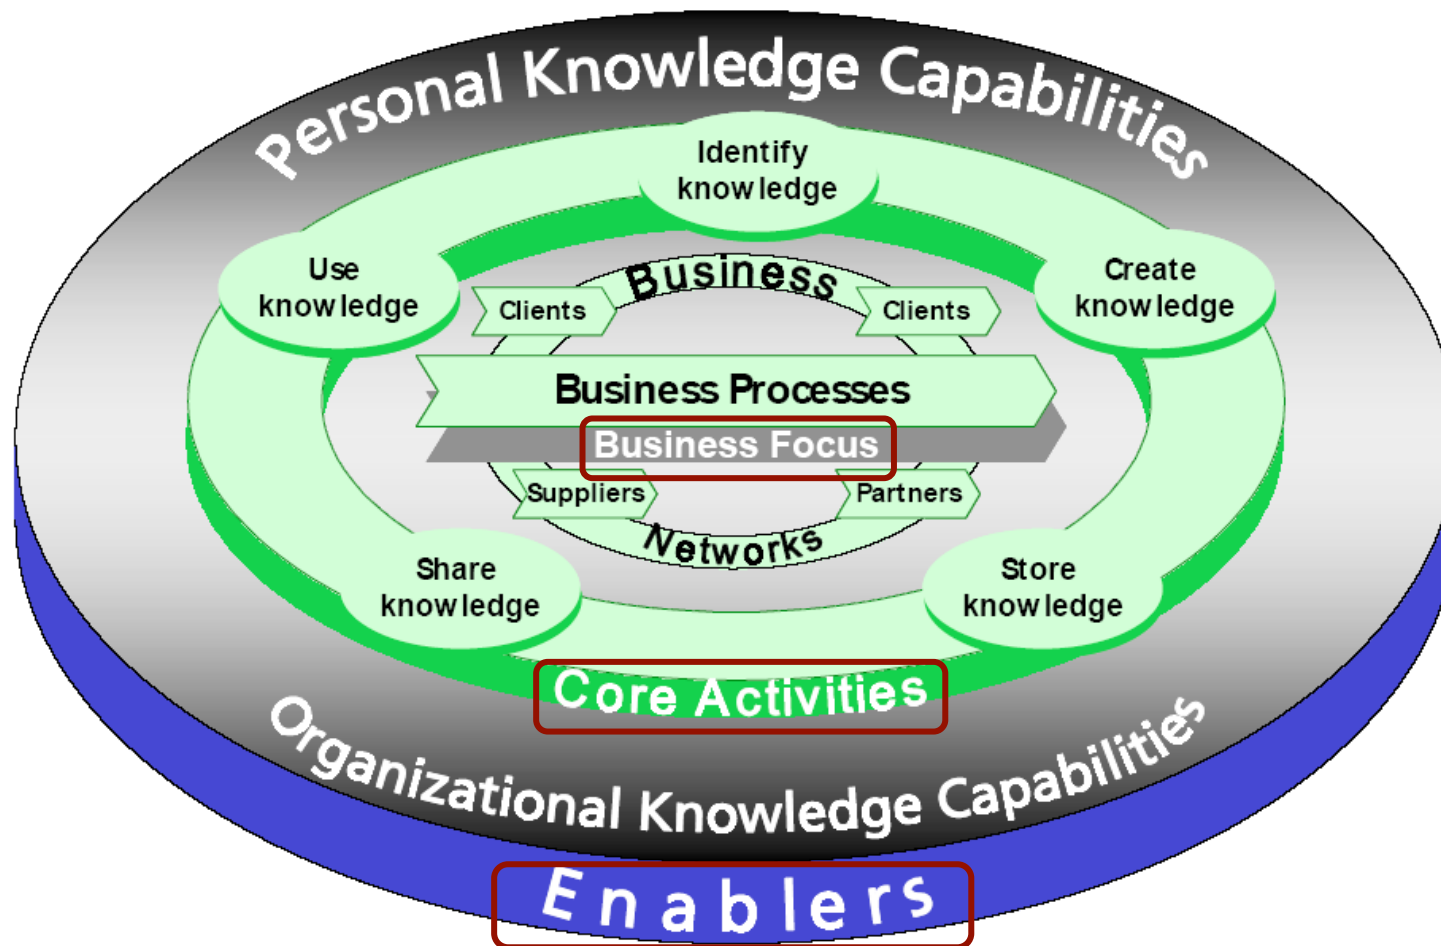 Personal Knowledge Capabilities
Identify
knowledge
Use
knowledge
Create
knowledge
Business
Clients
Clients
Business Processes
Business Focus
Suppliers
Partners
Networks
Share
knowledge
Store
knowledge
Core Activities
Organizational Knowledge Capabilities
Enablers